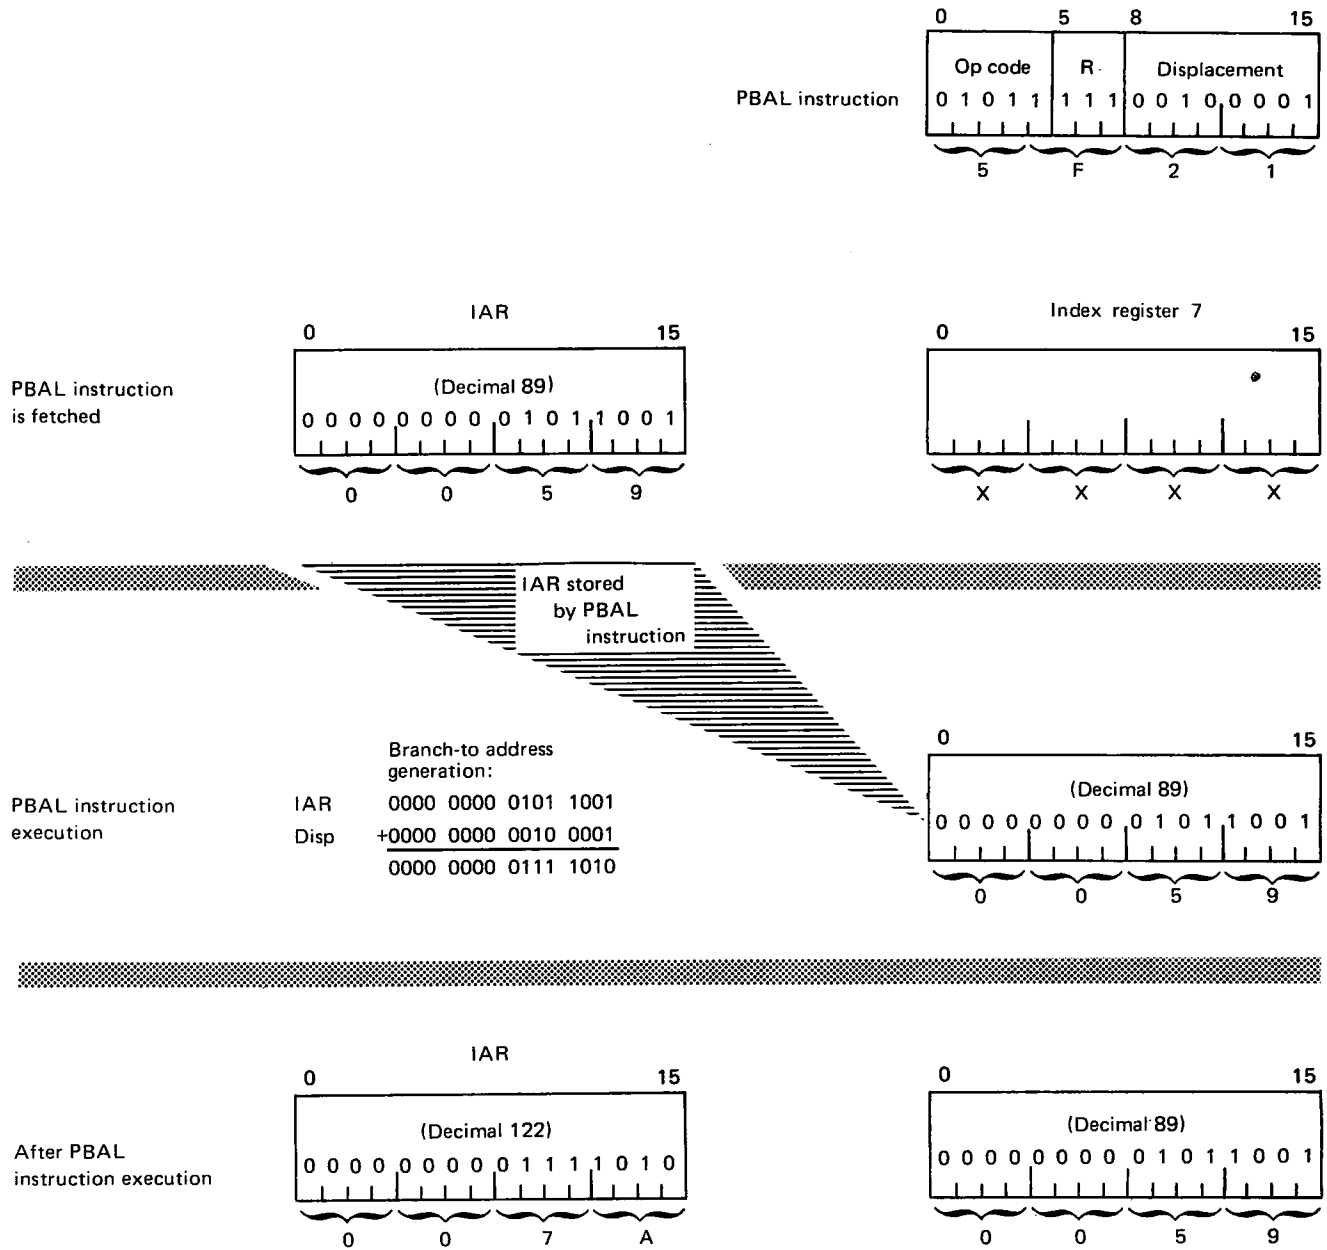 0 5 8 15
Op code R Displacement
PBAL instruction 0 1 0 1 1 1 1 1 0 0 1 0 0 0 0 1
5 F 2 1
IAR
0 15
Index register 7
0 15
PBAL instruction
is fetched
(Decimal 89)
0 0 0 0 0 0 0 0 0 1 0 1 1 0 0 1
0 0 5 9
X X X X
IAR stored
by PBAL
instruction
PBAL instruction
execution
Branch-to address
generation:
IAR 0000 0000 0101 1001
Disp +0000 0000 0010 0001
0000 0000 0111 1010
0 15
(Decimal 89)
0 0 0 0 0 0 0 0 0 1 0 1 1 0 0 1
0 0 5 9
After PBAL
instruction execution
IAR
0 15
(Decimal 122)
0 0 0 0 0 0 0 0 0 1 1 1 1 0 1 0
0 0 7 A
0 15
(Decimal 89)
0 0 0 0 0 0 0 0 0 1 0 1 1 0 0 1
0 0 5 9